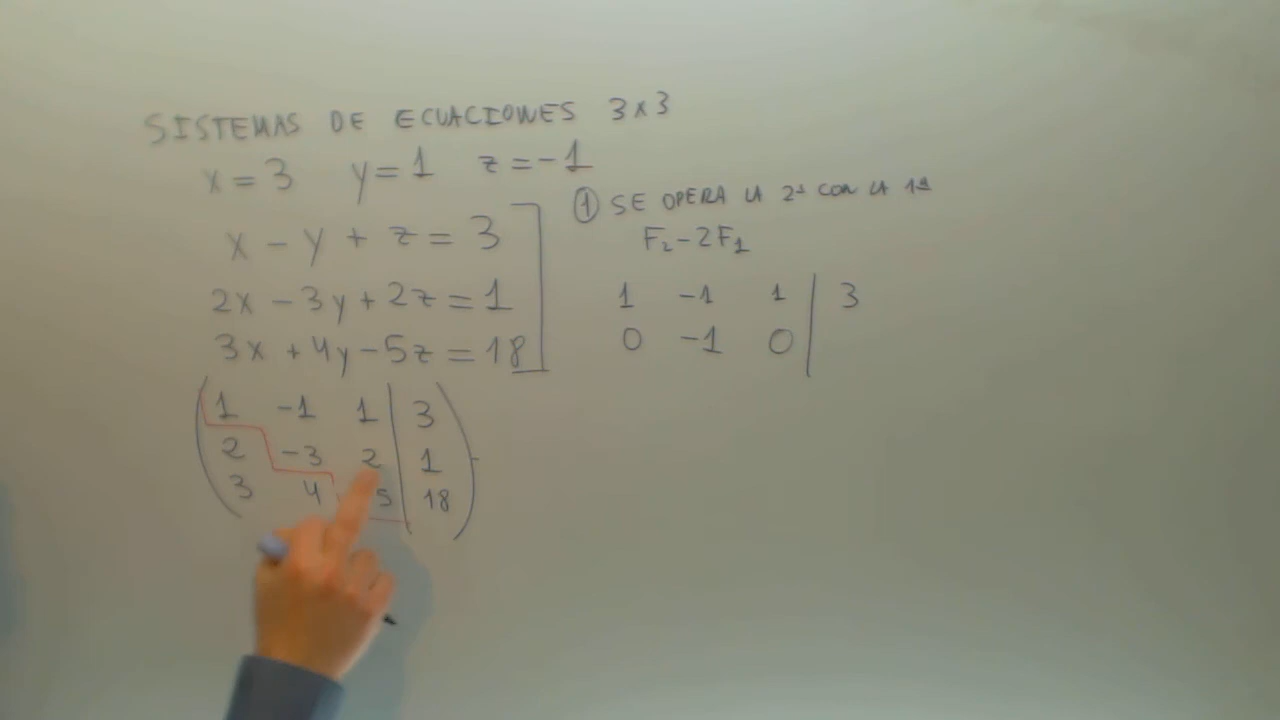 SISTEMAS DE ECUACIONES 3x3
x = 3 y = 1 z = -1
x - y + z = 3
2x - 3y + 2z = 1
3x + 4y - 5z = 18
1 -1 1 | 3
2 -3 2 | 1
3 4 5 | 18
① SE OPERA LA 2ª CON LA 1ª
F₂ - 2F₁
1 -1 1 | 3
0 -1 0 |